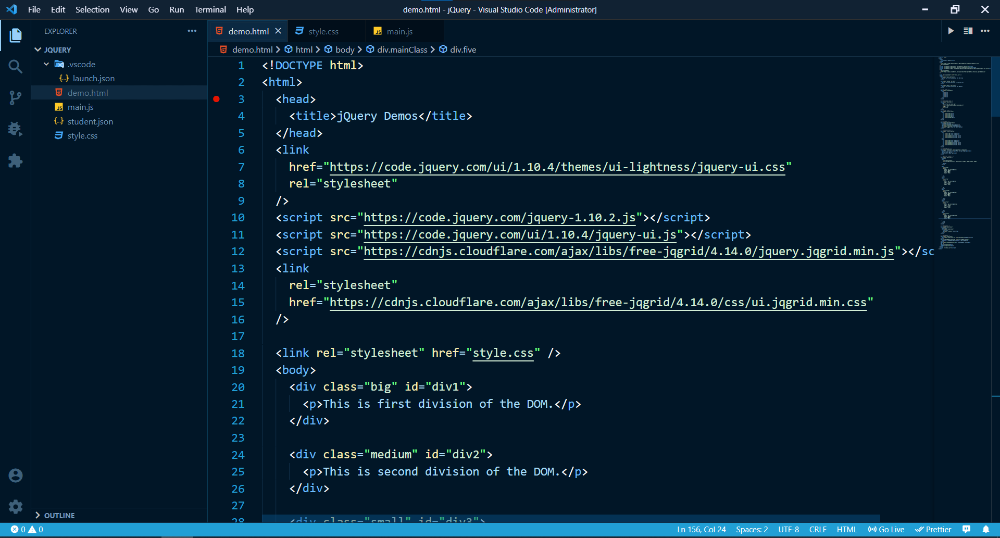 File Edit Selection View Go Run Terminal Help
demo.html - jQuery - Visual Studio Code [Administrator]
EXPLORER
JQUERY
.vscode
launch.json
demo.html
main.js
student.json
style.css
OUTLINE
demo.html style.css main.js
demo.html > html > body > div.mainClass > div.five
1 <!DOCTYPE html>
2 <html>
3 <head>
4 <title>jQuery Demos</title>
5 </head>
6 <link
7 href="https://code.jquery.com/ui/1.10.4/themes/ui-lightness/jquery-ui.css"
8 rel="stylesheet"
9 />
10 <script src="https://code.jquery.com/jquery-1.10.2.js"></script>
11 <script src="https://code.jquery.com/ui/1.10.4/jquery-ui.js"></script>
12 <script src="https://cdnjs.cloudflare.com/ajax/libs/free-jqgrid/4.14.0/jquery.jqgrid.min.js"></sc
13 <link
14 rel="stylesheet"
15 href="https://cdnjs.cloudflare.com/ajax/libs/free-jqgrid/4.14.0/css/ui.jqgrid.min.css"
16 />
17
18 <link rel="stylesheet" href="style.css" />
19 <body>
20 <div class="big" id="div1">
21 <p>This is first division of the DOM.</p>
22 </div>
23
24 <div class="medium" id="div2">
25 <p>This is second division of the DOM.</p>
26 </div>
27
28 <div class="small" id="div3">
0 0 Ln 156, Col 24 Spaces: 2 UTF-8 CRLF HTML Go Live Prettier